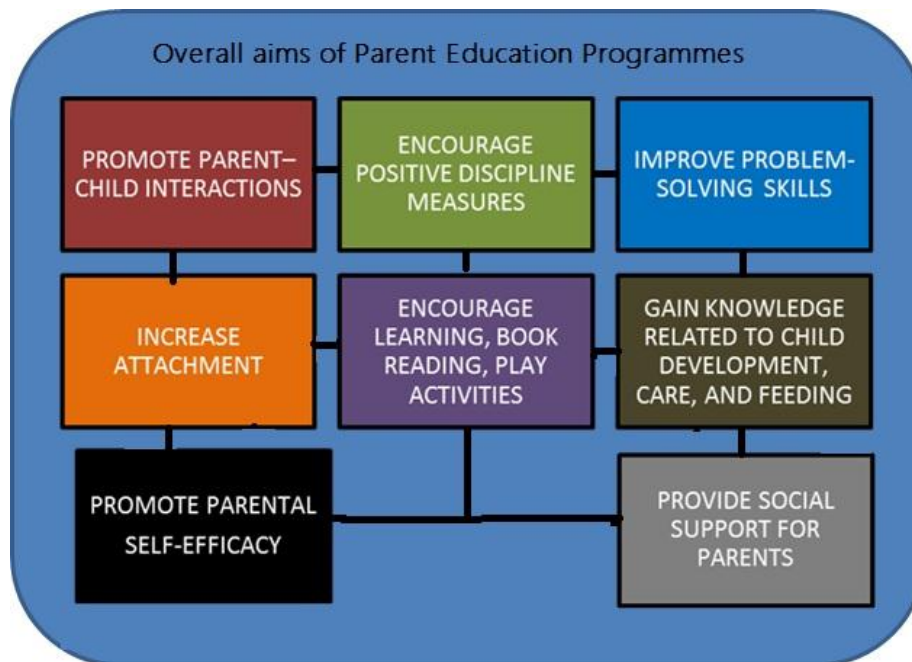 Overall aims of Parent Education Programmes
PROMOTE PARENT–
CHILD INTERACTIONS
ENCOURAGE
POSITIVE DISCIPLINE
MEASURES
IMPROVE PROBLEM-
SOLVING SKILLS
INCREASE
ATTACHMENT
ENCOURAGE
LEARNING, BOOK
READING, PLAY
ACTIVITIES
GAIN KNOWLEDGE
RELATED TO CHILD
DEVELOPMENT,
CARE, AND FEEDING
PROMOTE PARENTAL
SELF-EFFICACY
PROVIDE SOCIAL
SUPPORT FOR
PARENTS